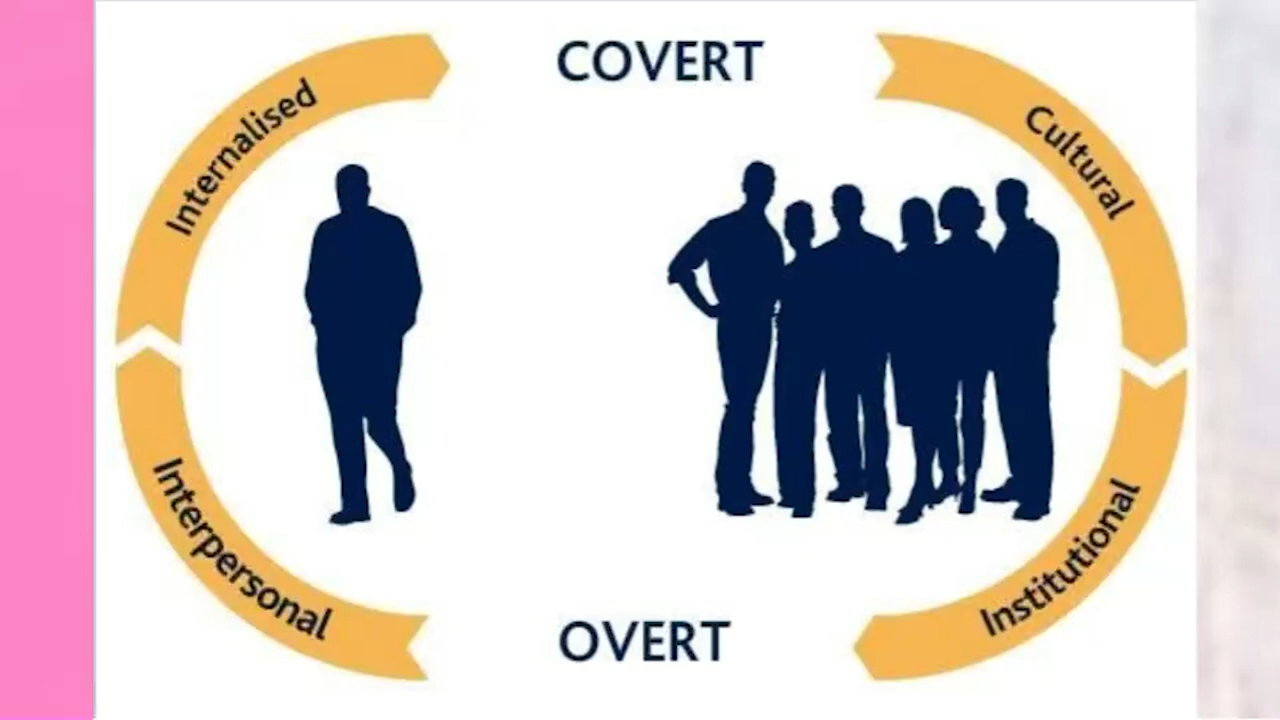 COVERT
Internalised
Cultural
Interpersonal
Institutional
OVERT